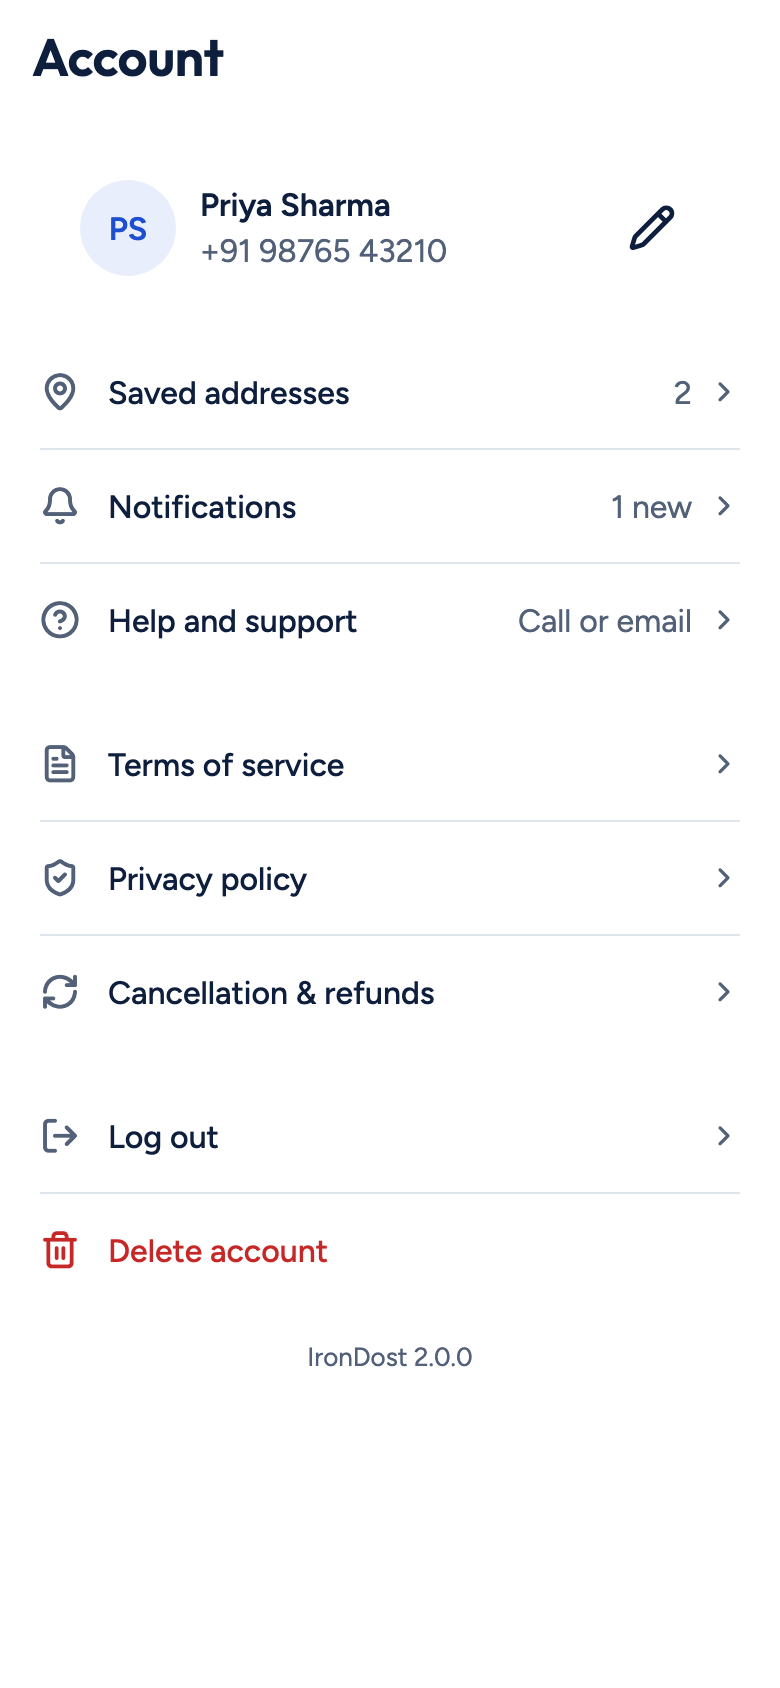 Account
PS
Priya Sharma
+91 98765 43210
Saved addresses 2
Notifications 1 new
Help and support Call or email
Terms of service
Privacy policy
Cancellation & refunds
Log out
Delete account
IronDost 2.0.0